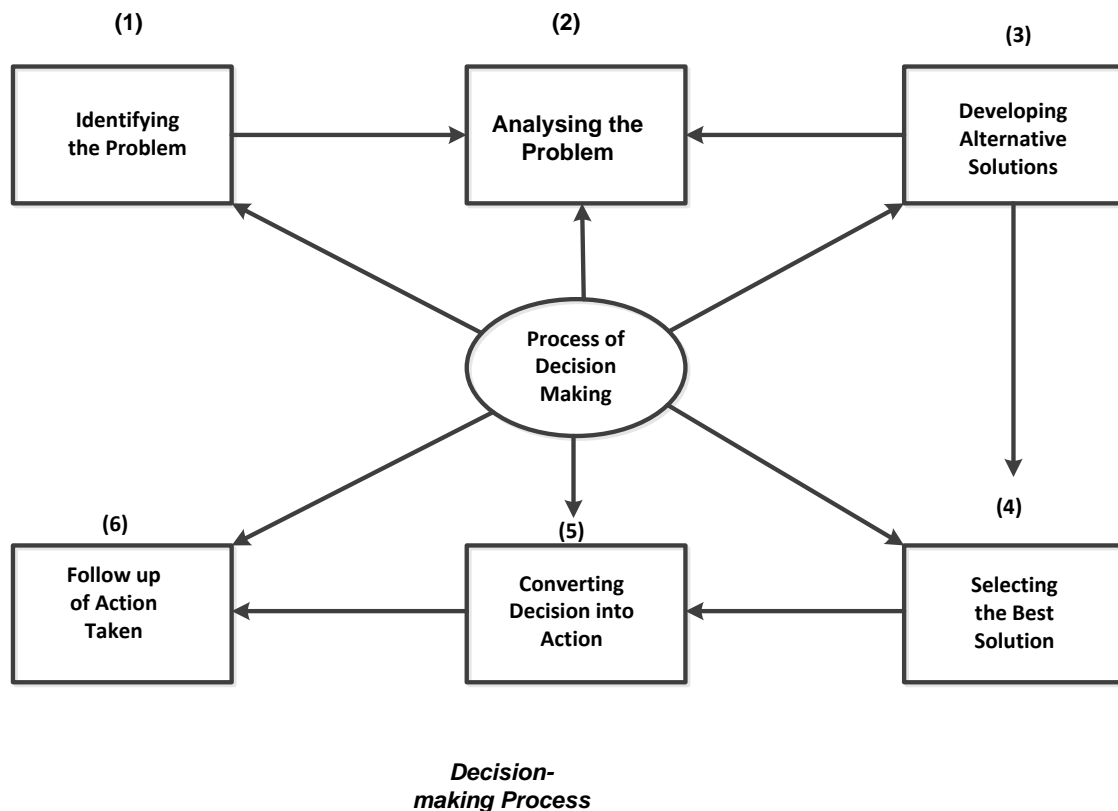 (1)
(2)
(3)
Identifying
the Problem
Analysing the
Problem
Developing
Alternative
Solutions
Process of
Decision
Making
(6)
(5)
(4)
Follow up
of Action
Taken
Converting
Decision into
Action
Selecting
the Best
Solution
Decision-
making Process